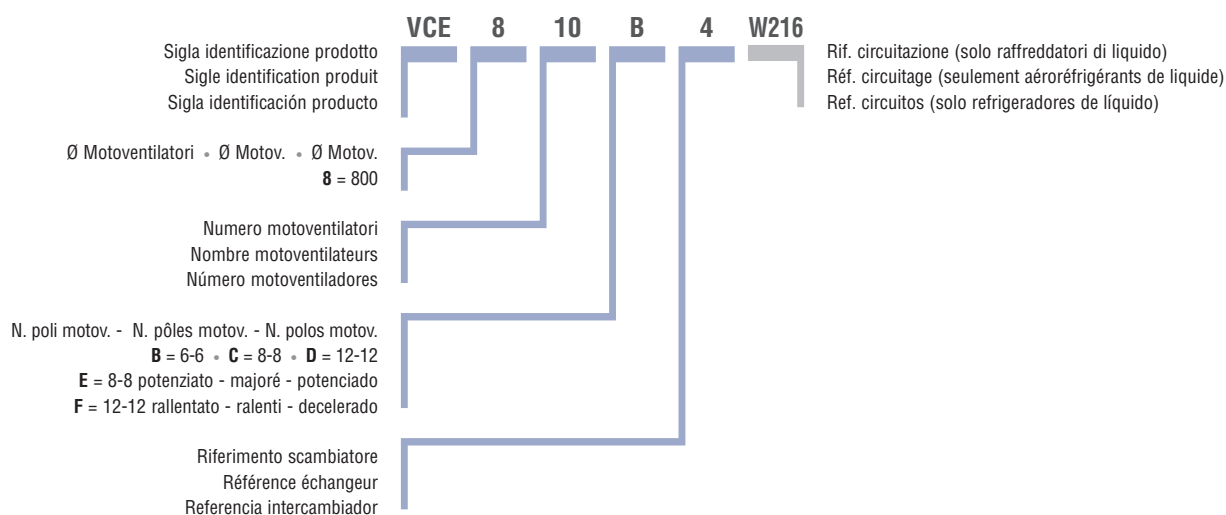 VCE 8 10 B 4 W216
Sigla identificazione prodotto
Sigle identification produit
Sigla identificación producto
Rif. circuitazione (solo raffreddatori di liquido)
Réf. circuitage (seulement aéroréfrigérants de liquide)
Ref. circuitos (solo refrigeradores de líquido)
Ø Motoventilatori • Ø Motov. • Ø Motov.
8 = 800
Numero motoventilatori
Nombre motoventilateurs
Número motoventiladores
N. poli motov. - N. pôles motov. - N. polos motov.
B = 6-6 • C = 8-8 • D = 12-12
E = 8-8 potenziato - majoré - potenciado
F = 12-12 rallentato - ralenti - decelerado
Riferimento scambiatore
Référence échangeur
Referencia intercambiador